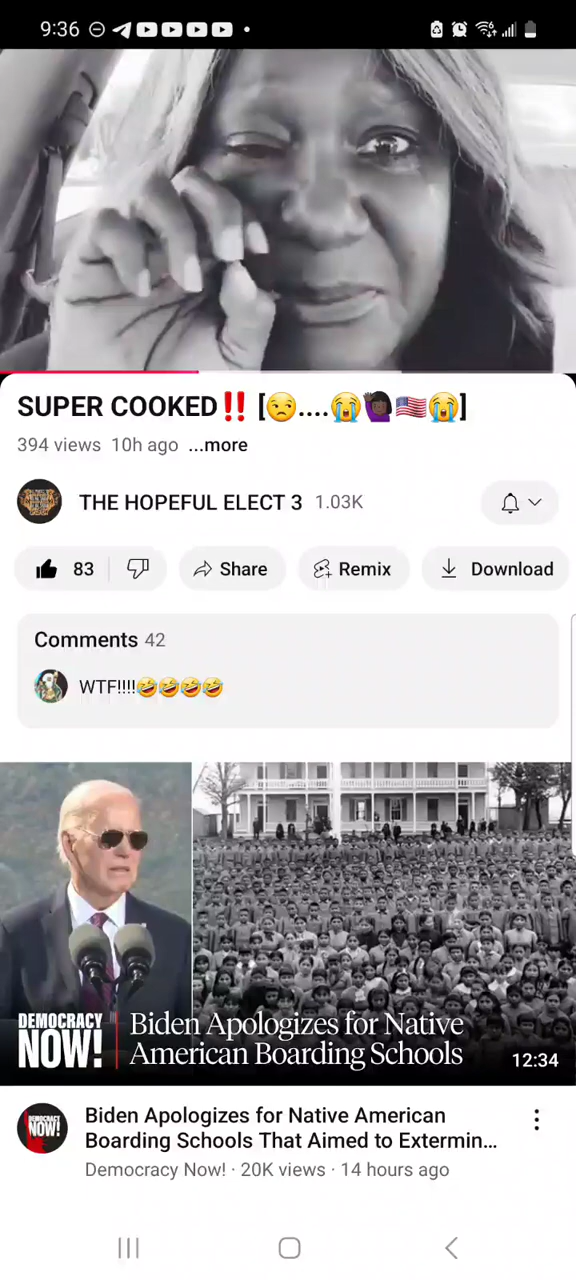 9:36
SUPER COOKED‼️ [😒....😭🙋🏿‍♀️🇺🇸😭]
394 views 10h ago ...more
THE HOPEFUL ELECT 3 1.03K
83 Share Remix Download
Comments 42
WTF!!!!🤣🤣🤣🤣
DEMOCRACY NOW!
Biden Apologizes for Native
American Boarding Schools
12:34
DEMOCRACY NOW!
Biden Apologizes for Native American
Boarding Schools That Aimed to Extermin...
Democracy Now! · 20K views · 14 hours ago